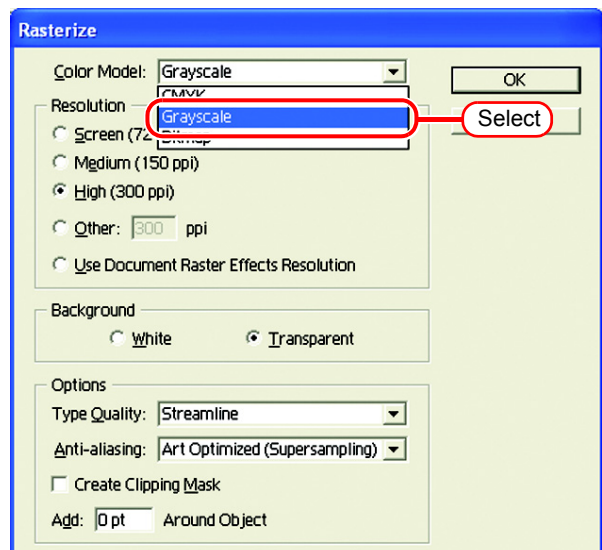 Rasterize
Color Model: Grayscale
OK
CMYK
Resolution
Grayscale
Select
Screen (72
Bitmap
Medium (150 ppi)
High (300 ppi)
Other: 300 ppi
Use Document Raster Effects Resolution
Background
White Transparent
Options
Type Quality: Streamline
Anti-aliasing: Art Optimized (Supersampling)
Create Clipping Mask
Add: 0 pt Around Object